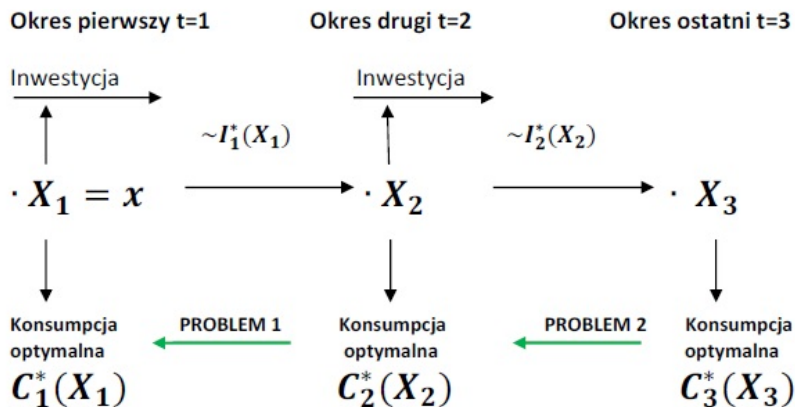 Okres pierwszy t=1 Okres drugi t=2 Okres ostatni t=3
Inwestycja Inwestycja
~I₁*(X₁) ~I₂*(X₂)
· X₁ = x · X₂ · X₃
Konsumpcja PROBLEM 1 Konsumpcja PROBLEM 2 Konsumpcja
optymalna optymalna optymalna
C₁*(X₁) C₂*(X₂) C₃*(X₃)